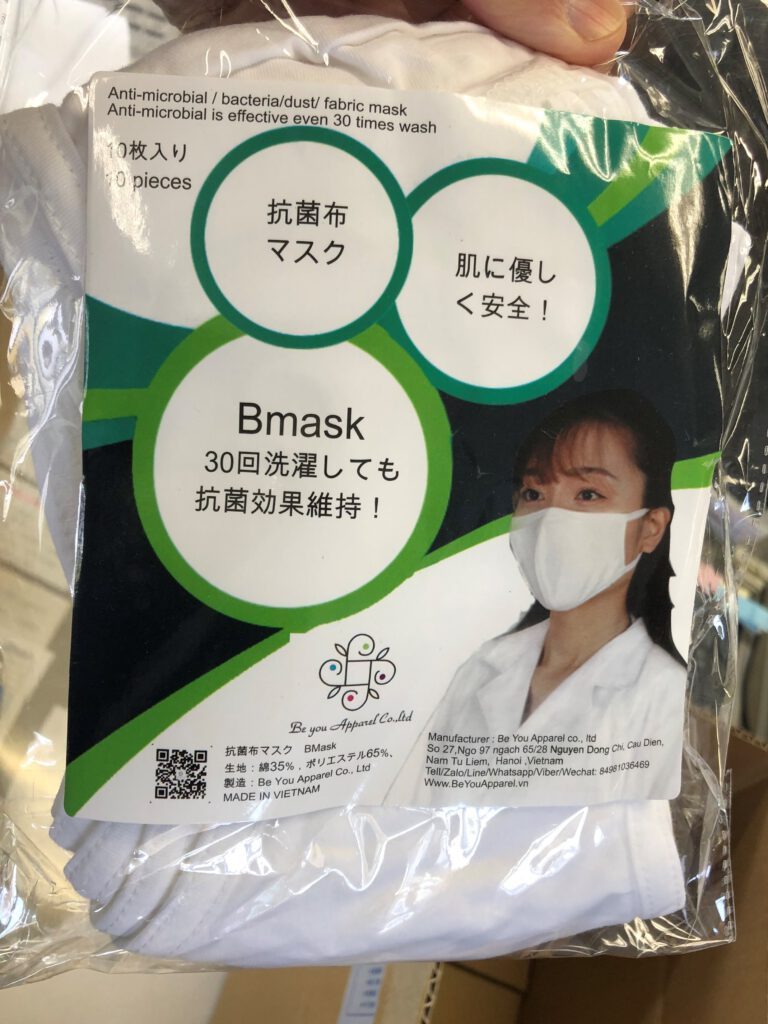 Anti-microbial / bacteria/dust/ fabric mask
Anti-microbial is effective even 30 times wash
10枚入り
10 pieces
抗菌布
マスク
肌に優し
く安全！
Bmask
30回洗濯しても
抗菌効果維持！
Be you Apparel Co.,ltd
抗菌布マスク BMask
生地：綿35%，ポリエステル65%、
製造：Be You Apparel Co., Ltd
MADE IN VIETNAM
Manufacturer : Be You Apparel co., ltd
So 27,Ngo 97 ngach 65/28 Nguyen Dong Chi, Cau Dien,
Nam Tu Liem, Hanoi ,Vietnam
Tell/Zalo/Line/Whatsapp/Viber/Wechat: 84981036469
Www.BeYouApparel.vn